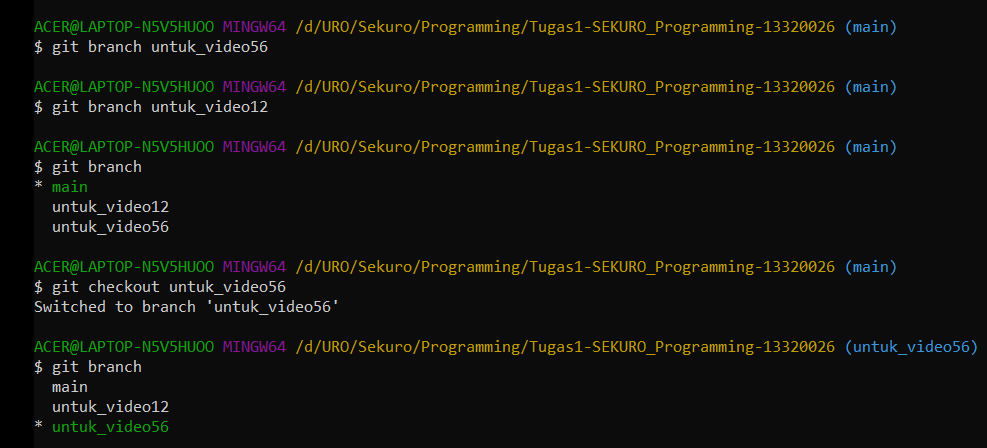 ACER@LAPTOP-N5V5HUOO MINGW64 /d/URO/Sekuro/Programming/Tugas1-SEKURO_Programming-13320026 (main)
$ git branch untuk_video56
ACER@LAPTOP-N5V5HUOO MINGW64 /d/URO/Sekuro/Programming/Tugas1-SEKURO_Programming-13320026 (main)
$ git branch untuk_video12
ACER@LAPTOP-N5V5HUOO MINGW64 /d/URO/Sekuro/Programming/Tugas1-SEKURO_Programming-13320026 (main)
$ git branch
* main
  untuk_video12
  untuk_video56
ACER@LAPTOP-N5V5HUOO MINGW64 /d/URO/Sekuro/Programming/Tugas1-SEKURO_Programming-13320026 (main)
$ git checkout untuk_video56
Switched to branch 'untuk_video56'
ACER@LAPTOP-N5V5HUOO MINGW64 /d/URO/Sekuro/Programming/Tugas1-SEKURO_Programming-13320026 (untuk_video56)
$ git branch
  main
  untuk_video12
* untuk_video56